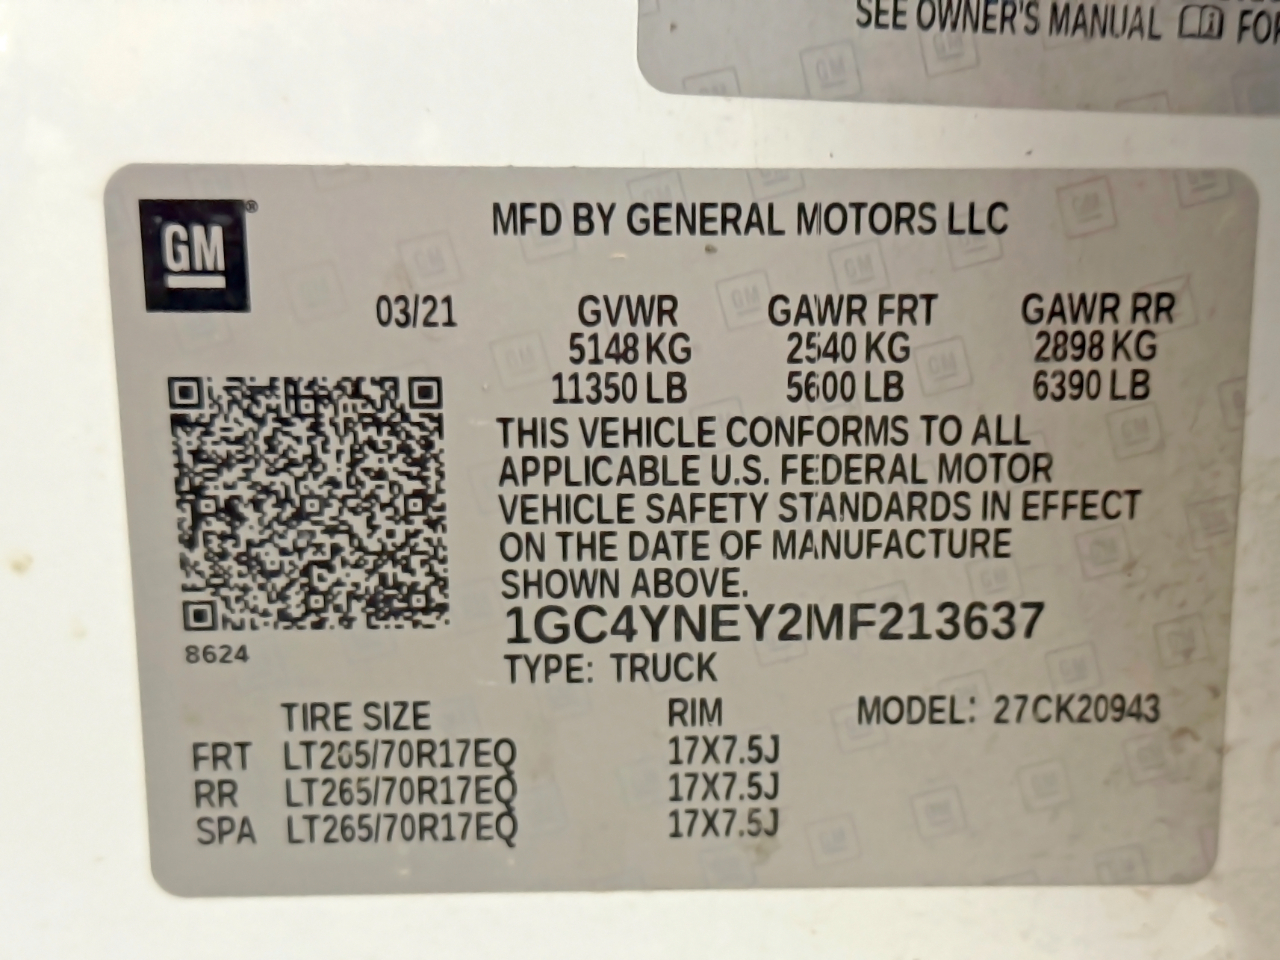 SEE OWNER'S MANUAL FOR
GM
MFD BY GENERAL MOTORS LLC
03/21 GVWR GAWR FRT GAWR RR
5148 KG 2540 KG 2898 KG
11350 LB 5600 LB 6390 LB
THIS VEHICLE CONFORMS TO ALL
APPLICABLE U.S. FEDERAL MOTOR
VEHICLE SAFETY STANDARDS IN EFFECT
ON THE DATE OF MANUFACTURE
SHOWN ABOVE.
1GC4YNEY2MF213637
8624
TYPE: TRUCK
TIRE SIZE RIM MODEL: 27CK20943
FRT LT265/70R17EQ 17X7.5J
RR LT265/70R17EQ 17X7.5J
SPA LT265/70R17EQ 17X7.5J